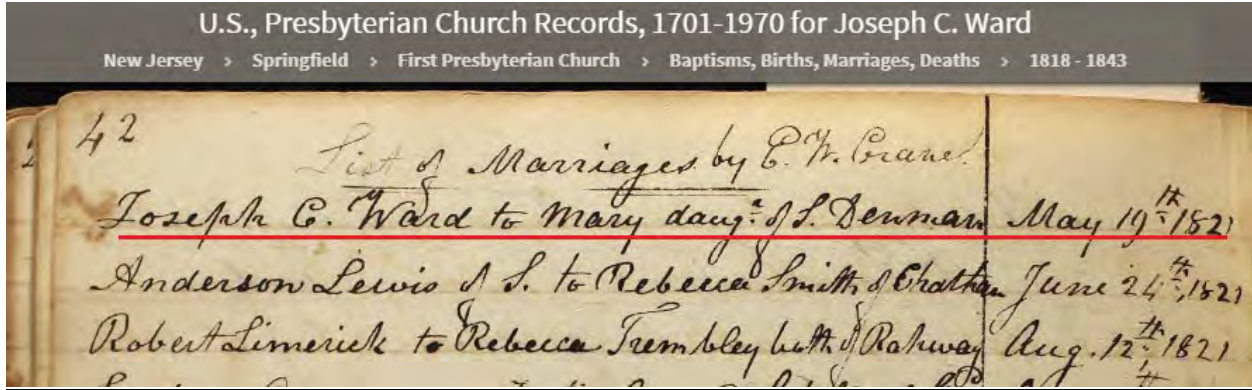 U.S., Presbyterian Church Records, 1701-1970 for Joseph C. Ward
New Jersey > Springfield > First Presbyterian Church > Baptisms, Births, Marriages, Deaths > 1818 - 1843
42
List of Marriages by E. W. Crane.
Joseph C. Ward to Mary daugr. of S. Denman May 19th 1821
Anderson Lewis of S. to Rebecca Smith of Chatham June 24th, 1821
Robert Limerick to Rebecca Trembley both of Rahway Aug. 12th, 1821